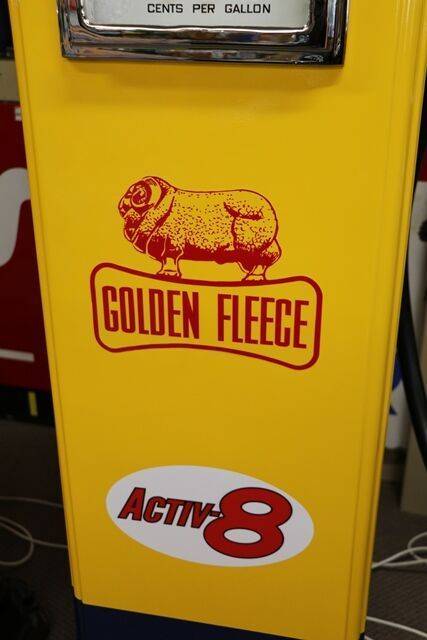 CENTS PER GALLON
GOLDEN FLEECE
ACTIV-8